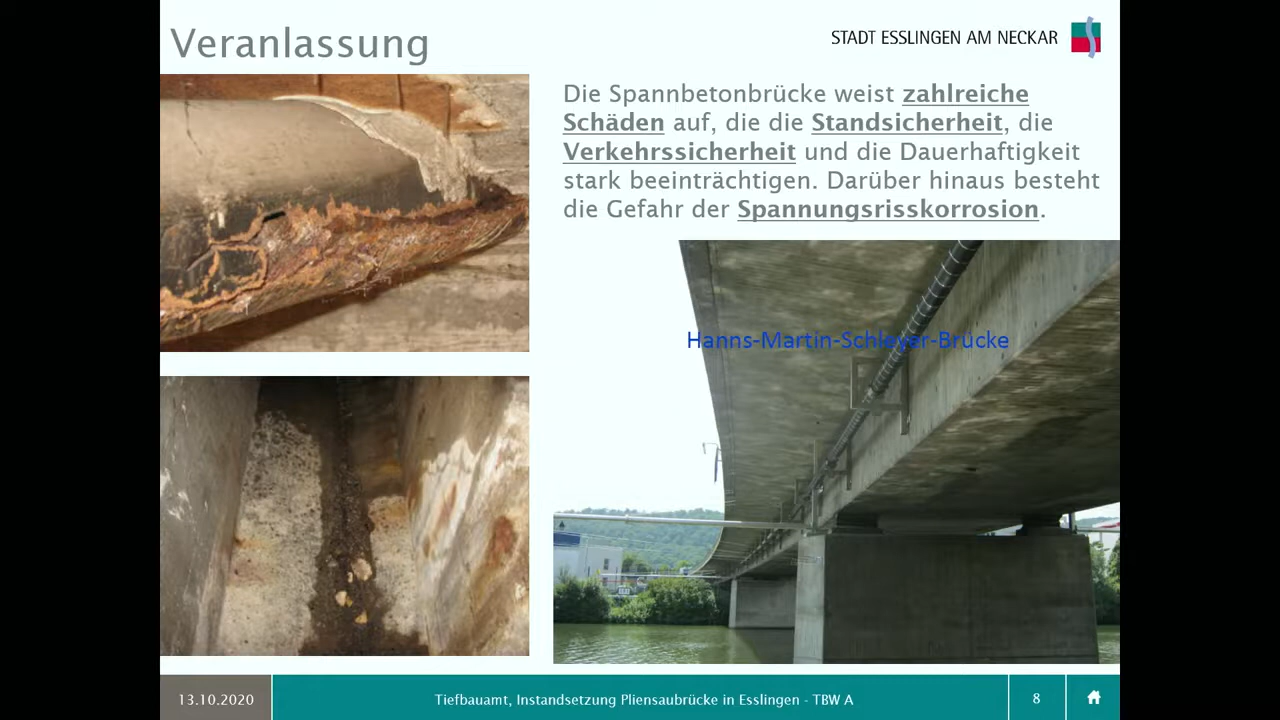 Veranlassung
STADT ESSLINGEN AM NECKAR
Die Spannbetonbrücke weist zahlreiche
Schäden auf, die die Standsicherheit, die
Verkehrssicherheit und die Dauerhaftigkeit
stark beeinträchtigen. Darüber hinaus besteht
die Gefahr der Spannungsrisskorrosion.
Hanns-Martin-Schleyer-Brücke
13.10.2020
Tiefbauamt, Instandsetzung Pliensaubrücke in Esslingen - TBW A
8